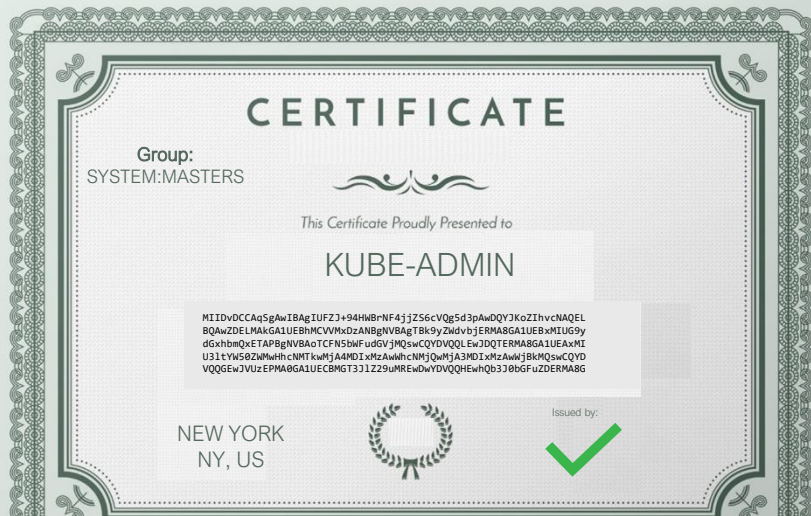 CERTIFICATE
Group:
SYSTEM:MASTERS
This Certificate Proudly Presented to
KUBE-ADMIN
MIIDvDCCAqSgAwIBAgIUFZJ+94HWBrNF4jjZS6cVQg5d3pAwDQYJKoZIhvcNAQEL
BQAwZDELMAkGA1UEBhMCVVMxDzANBgNVBAgTBk9yZWdvbjERMA8GA1UEBxMIUG9y
dGxhbmQxETAPBgNVBAoTCFN5bWFudGVjMQswCQYDVQQLEwJDQTERMA8GA1UEAxMI
U3ltYW50ZWMwHhcNMTkwMjA4MDIxMzAwWhcNMjQwMjA3MDIxMzAwWjBkMQswCQYD
VQQGEwJVUzEPMA0GA1UECBMGT3JlZ29uMREwDwYDVQQHEwhQb3J0bGFuZDERMA8G
NEW YORK
NY, US
Issued by: